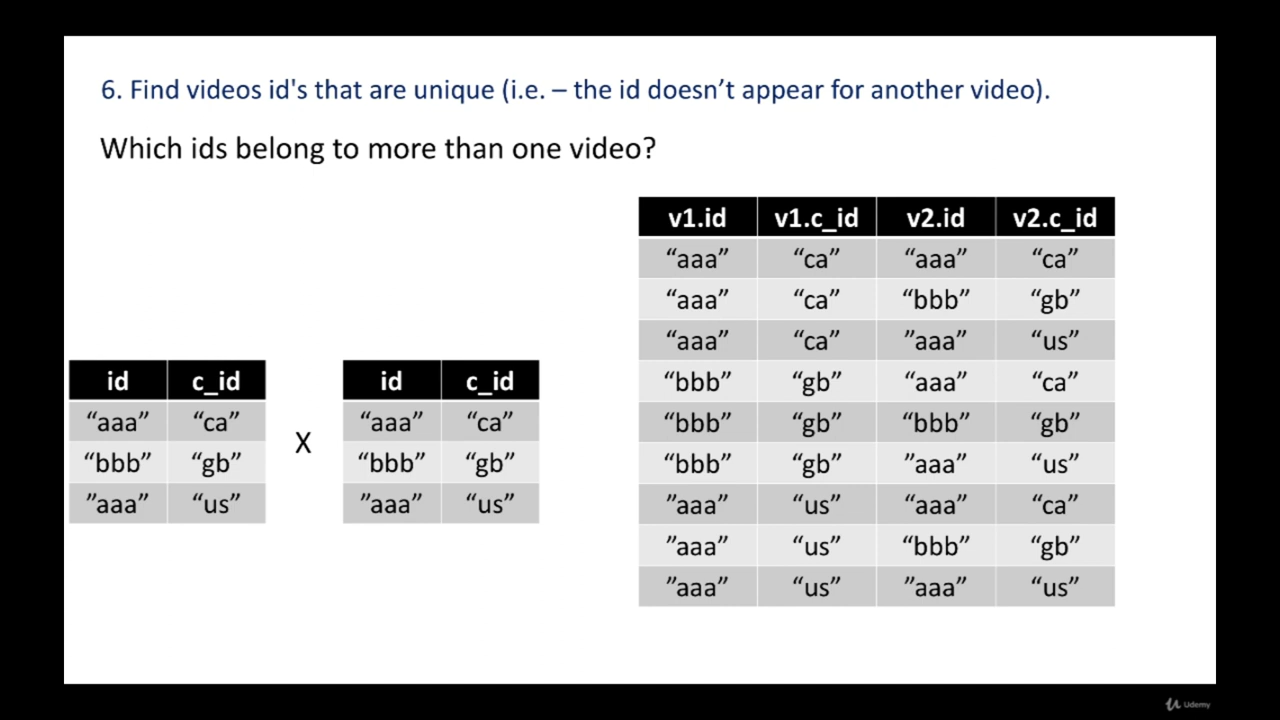 6. Find videos id's that are unique (i.e. – the id doesn’t appear for another video).
Which ids belong to more than one video?
id c_id
“aaa” “ca”
“bbb” “gb”
”aaa” “us”
X
id c_id
“aaa” “ca”
“bbb” “gb”
”aaa” “us”
v1.id v1.c_id v2.id v2.c_id
“aaa” “ca” “aaa” “ca”
“aaa” “ca” “bbb” “gb”
“aaa” “ca” ”aaa” “us”
“bbb” “gb” “aaa” “ca”
“bbb” “gb” “bbb” “gb”
“bbb” “gb” ”aaa” “us”
”aaa” “us” “aaa” “ca”
”aaa” “us” “bbb” “gb”
”aaa” “us” ”aaa” “us”
Udemy